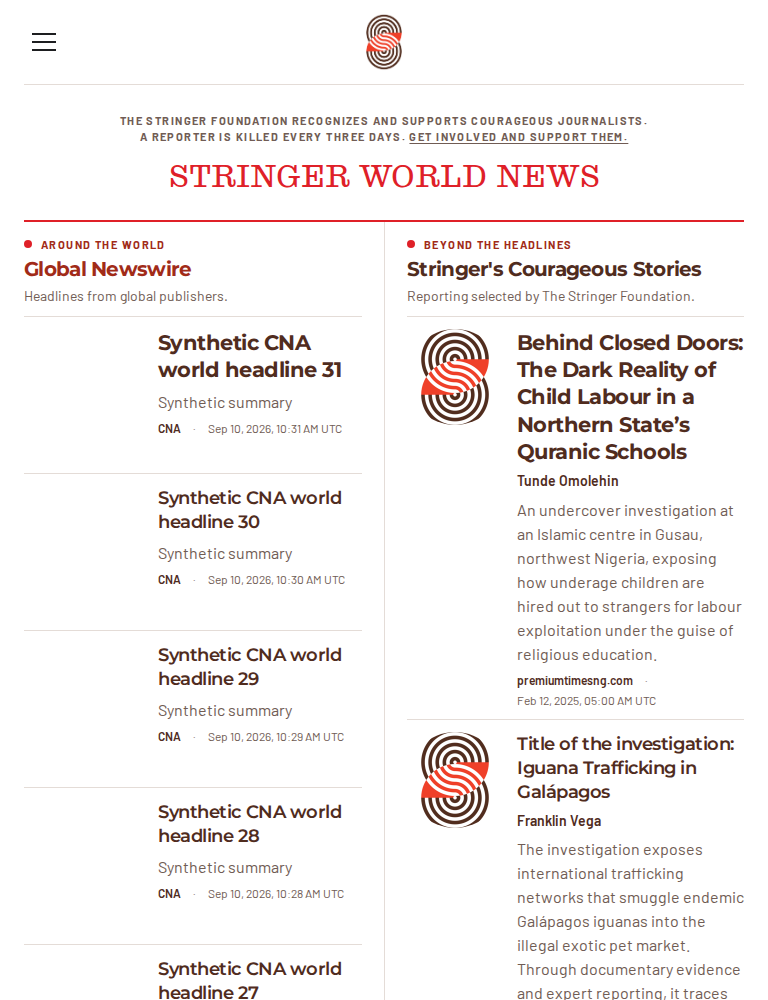 THE STRINGER FOUNDATION RECOGNIZES AND SUPPORTS COURAGEOUS JOURNALISTS.
A REPORTER IS KILLED EVERY THREE DAYS. GET INVOLVED AND SUPPORT THEM.
STRINGER WORLD NEWS
AROUND THE WORLD
Global Newswire
Headlines from global publishers.
Synthetic CNA
world headline 31
Synthetic summary
CNA · Sep 10, 2026, 10:31 AM UTC
Synthetic CNA world
headline 30
Synthetic summary
CNA · Sep 10, 2026, 10:30 AM UTC
Synthetic CNA world
headline 29
Synthetic summary
CNA · Sep 10, 2026, 10:29 AM UTC
Synthetic CNA world
headline 28
Synthetic summary
CNA · Sep 10, 2026, 10:28 AM UTC
Synthetic CNA world
headline 27
BEYOND THE HEADLINES
Stringer's Courageous Stories
Reporting selected by The Stringer Foundation.
Behind Closed Doors:
The Dark Reality of
Child Labour in a
Northern State’s
Quranic Schools
Tunde Omolehin
An undercover investigation at
an Islamic centre in Gusau,
northwest Nigeria, exposing
how underage children are
hired out to strangers for labour
exploitation under the guise of
religious education.
premiumtimesng.com ·
Feb 12, 2025, 05:00 AM UTC
Title of the investigation:
Iguana Trafficking in
Galápagos
Franklin Vega
The investigation exposes
international trafficking
networks that smuggle endemic
Galápagos iguanas into the
illegal exotic pet market.
Through documentary evidence
and expert reporting, it traces